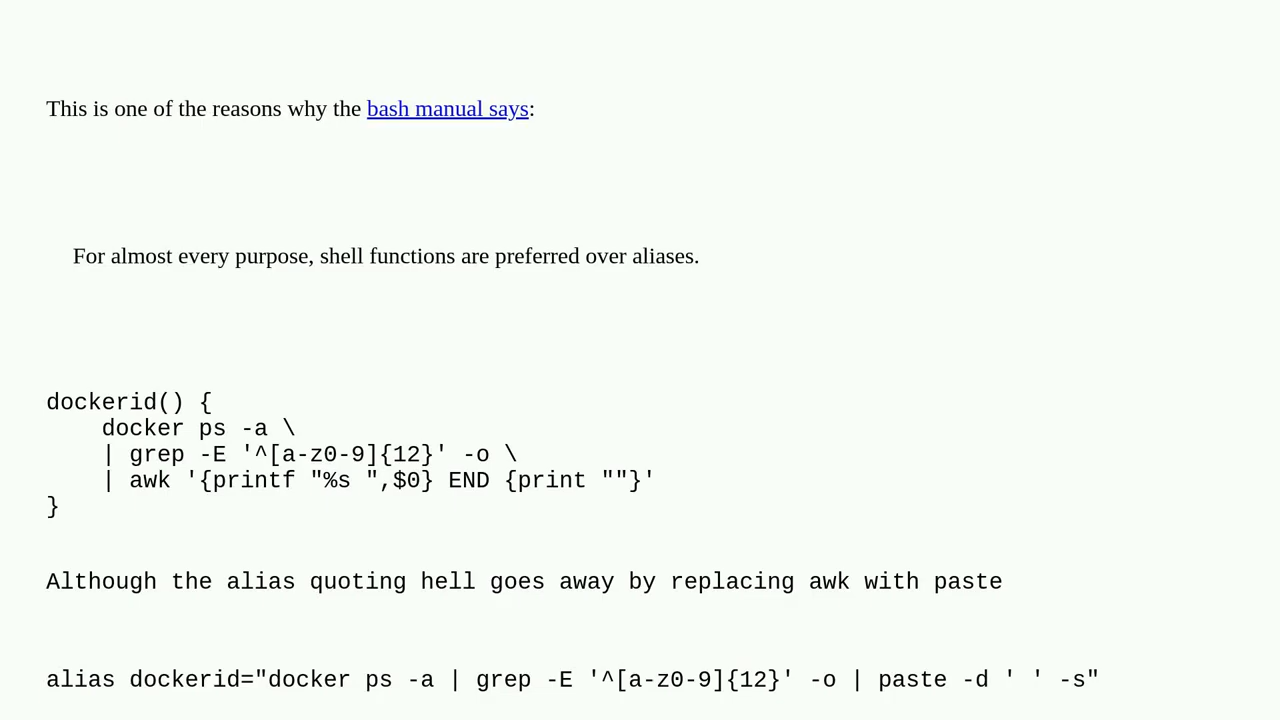 This is one of the reasons why the bash manual says:
For almost every purpose, shell functions are preferred over aliases.
dockerid() {
    docker ps -a \
    | grep -E '^[a-z0-9]{12}' -o \
    | awk '{printf "%s ",$0} END {print ""}'
}
Although the alias quoting hell goes away by replacing awk with paste
alias dockerid="docker ps -a | grep -E '^[a-z0-9]{12}' -o | paste -d ' ' -s"